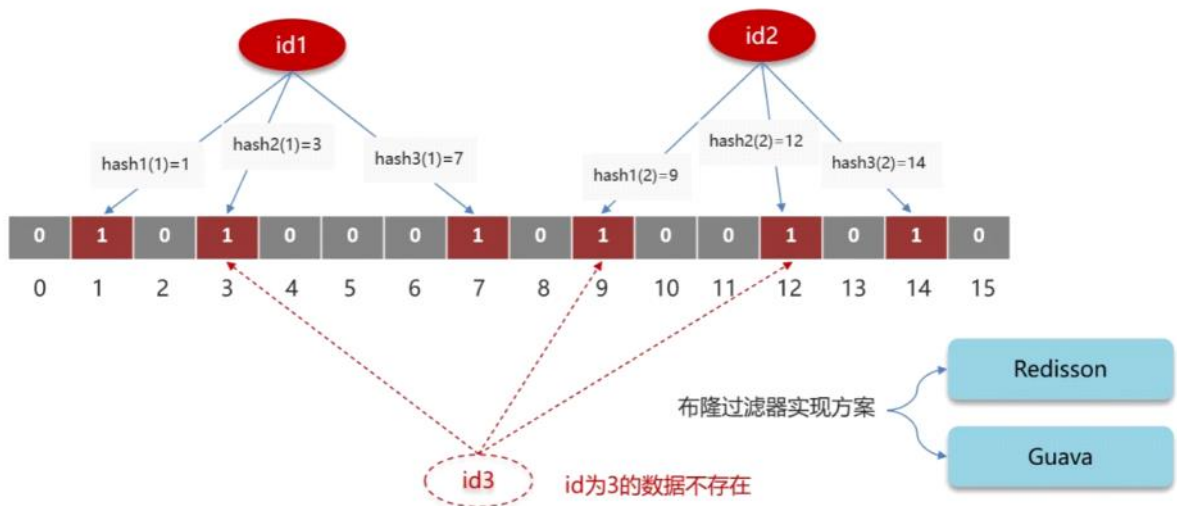 id1
id2
hash1(1)=1
hash2(1)=3
hash3(1)=7
hash1(2)=9
hash2(2)=12
hash3(2)=14
0 1 0 1 0 0 0 1 0 1 0 0 1 0 1 0
0 1 2 3 4 5 6 7 8 9 10 11 12 13 14 15
Redisson
布隆过滤器实现方案
Guava
id3
id为3的数据不存在